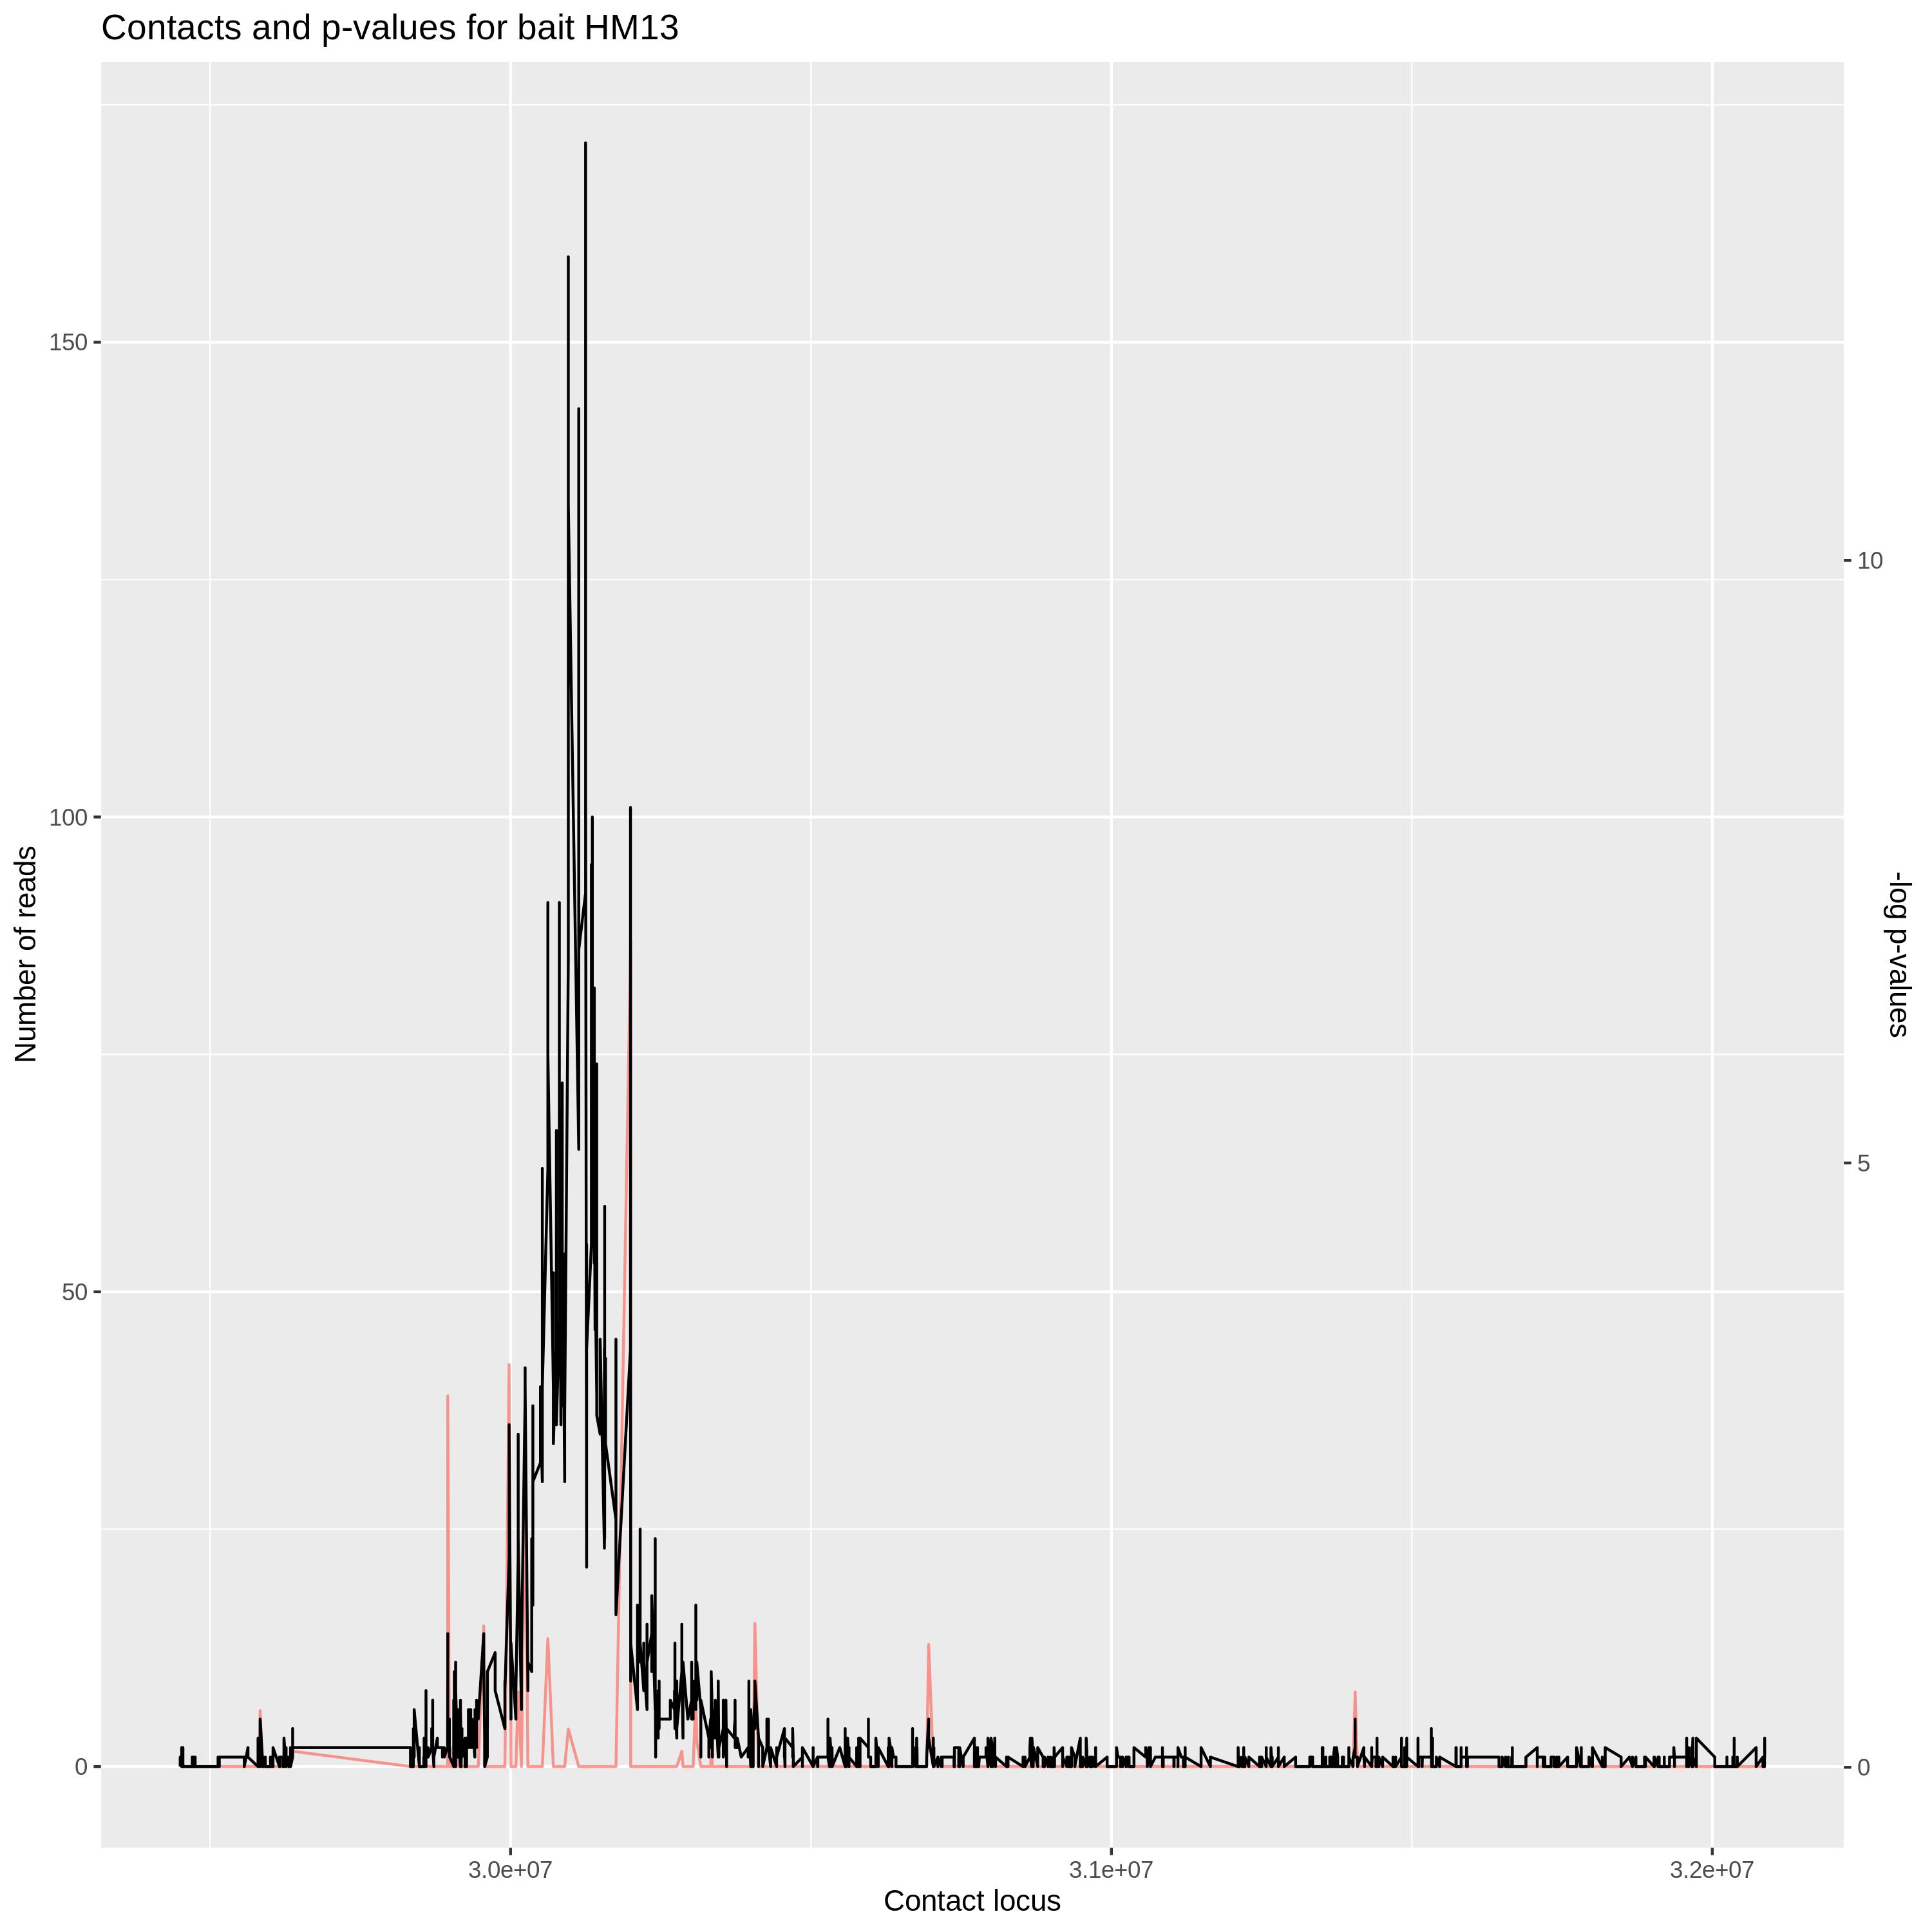 Contacts and p-values for bait HM13
150
100
50
0
Number of reads
10
5
0
-log p-values
3.0e+07
3.1e+07
3.2e+07
Contact locus